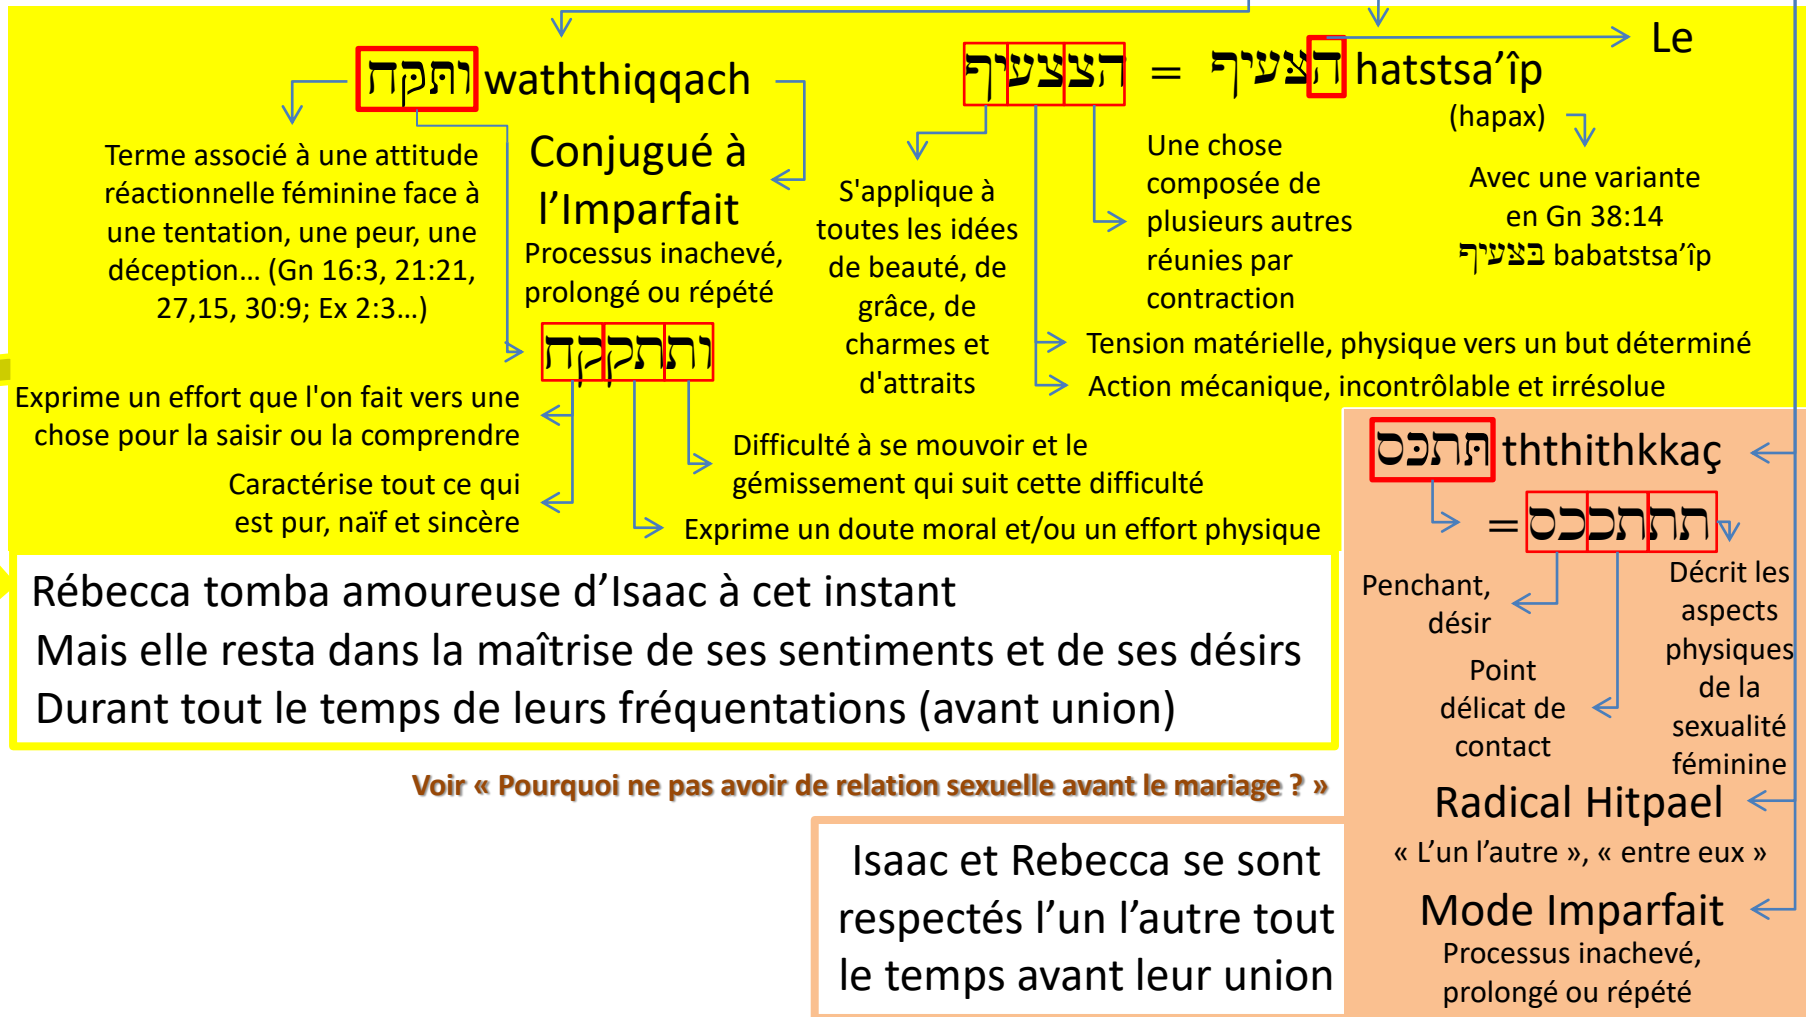 ותּקּח waththiqqach
Terme associé à une attitude
réactionnelle féminine face à
une tentation, une peur, une
déception… (Gn 16:3, 21:21,
27,15, 30:9; Ex 2:3…)
Conjugué à
l’Imparfait
Processus inachevé,
prolongé ou répété
ותתקקח
Exprime un effort que l'on fait vers une
chose pour la saisir ou la comprendre
Caractérise tout ce qui
est pur, naïf et sincère
Difficulté à se mouvoir et le
gémissement qui suit cette difficulté
Exprime un doute moral et/ou un effort physique
הצצעיף = הצּעיף hatstsa’îp
(hapax)
Le
S'applique à
toutes les idées
de beauté, de
grâce, de
charmes et
d'attraits
Une chose
composée de
plusieurs autres
réunies par
contraction
Avec une variante
en Gn 38:14
בּצּעיף babatstsa’îp
Tension matérielle, physique vers un but déterminé
Action mécanique, incontrôlable et irrésolue
תּתכּס ththithkkaç
=תתתככס
Penchant,
désir
Point
délicat de
contact
Décrit les
aspects
physiques
de la
sexualité
féminine
Radical Hitpael
« L’un l’autre », « entre eux »
Mode Imparfait
Processus inachevé,
prolongé ou répété
Rébecca tomba amoureuse d’Isaac à cet instant
Mais elle resta dans la maîtrise de ses sentiments et de ses désirs
Durant tout le temps de leurs fréquentations (avant union)
Voir « Pourquoi ne pas avoir de relation sexuelle avant le mariage ? »
Isaac et Rebecca se sont
respectés l’un l’autre tout
le temps avant leur union